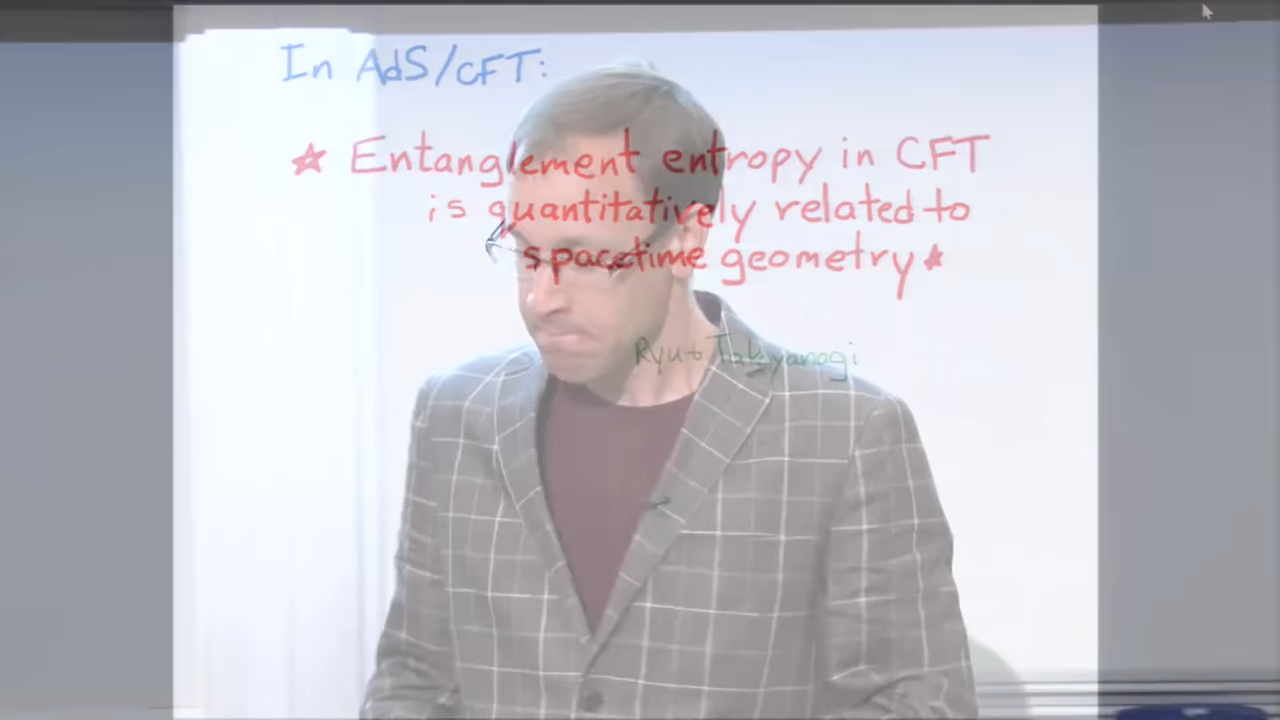 In AdS/CFT:
★ Entanglement entropy in CFT
is quantitatively related to
spacetime geometry ★
Ryu + Takayanagi